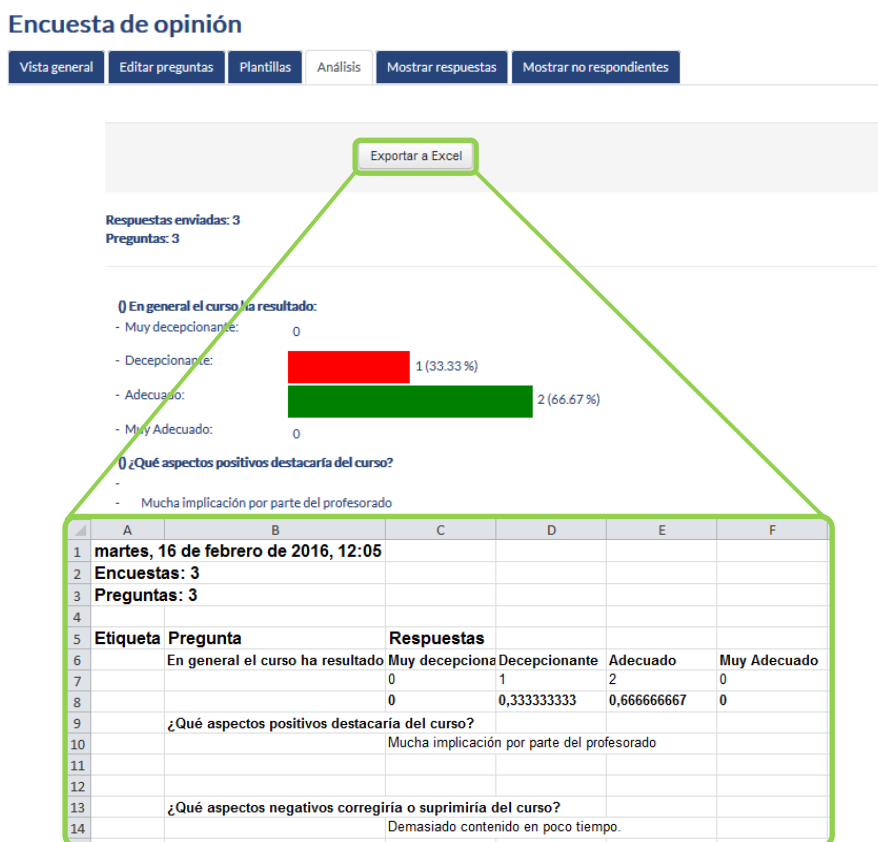 Encuesta de opinión
Vista general Editar preguntas Plantillas Análisis Mostrar respuestas Mostrar no respondientes
Exportar a Excel
Respuestas enviadas: 3
Preguntas: 3
() En general el curso ha resultado:
- Muy decepcionante: 0
- Decepcionante: 1 (33.33 %)
- Adecuado: 2 (66.67 %)
- Muy Adecuado: 0
() ¿Qué aspectos positivos destacaría del curso?
-
- Mucha implicación por parte del profesorado
A B C D E F
1 martes, 16 de febrero de 2016, 12:05
2 Encuestas: 3
3 Preguntas: 3
4
5 Etiqueta Pregunta Respuestas
6 En general el curso ha resultado Muy decepciona Decepcionante Adecuado Muy Adecuado
7 0 1 2 0
8 0 0,333333333 0,666666667 0
9 ¿Qué aspectos positivos destacaría del curso?
10 Mucha implicación por parte del profesorado
11
12
13 ¿Qué aspectos negativos corregiría o suprimiría del curso?
14 Demasiado contenido en poco tiempo.